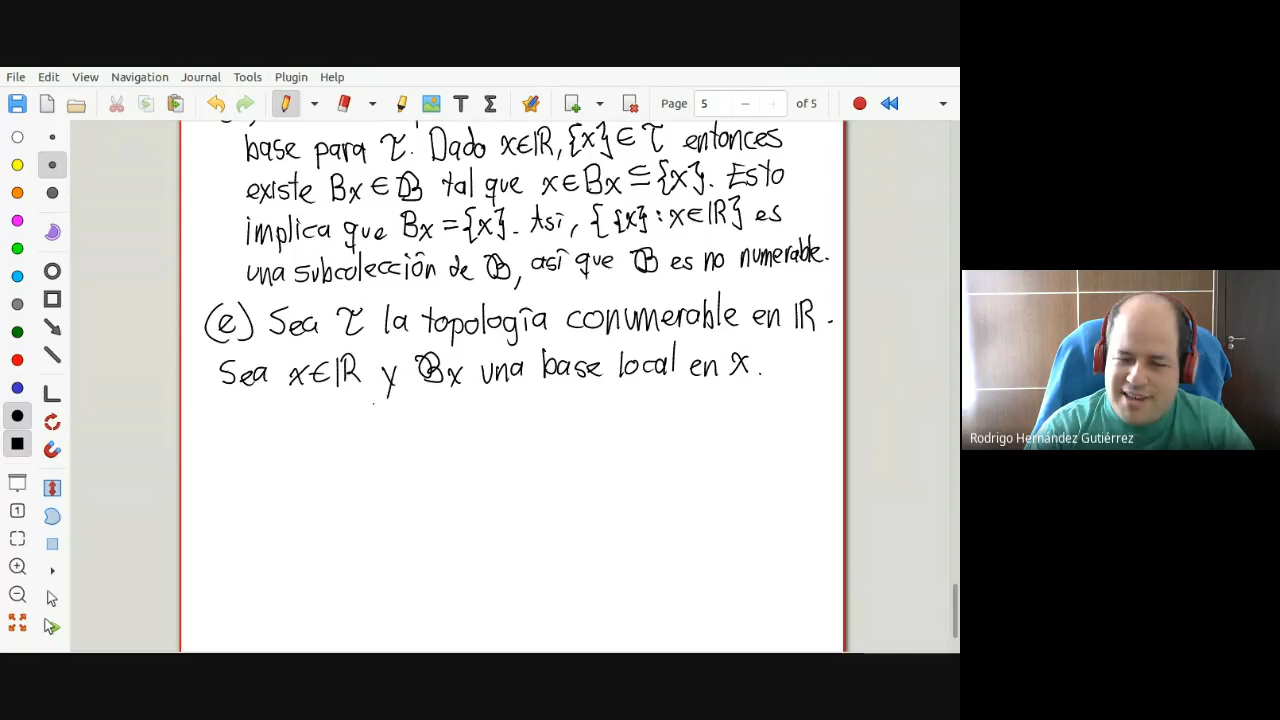 File Edit View Navigation Journal Tools Plugin Help
Page 5 of 5
base para τ. Dado x∈ℝ, {x}∈τ entonces
existe Bx∈𝓑 tal que x∈Bx⊆{x}. Esto
implica que Bx={x}. Así, {{x}:x∈ℝ} es
una subcolección de 𝓑, así que 𝓑 es no numerable.
(e) Sea τ la topología conumerable en ℝ.
Sea x∈ℝ y 𝓑x una base local en x.
Rodrigo Hernández Gutiérrez